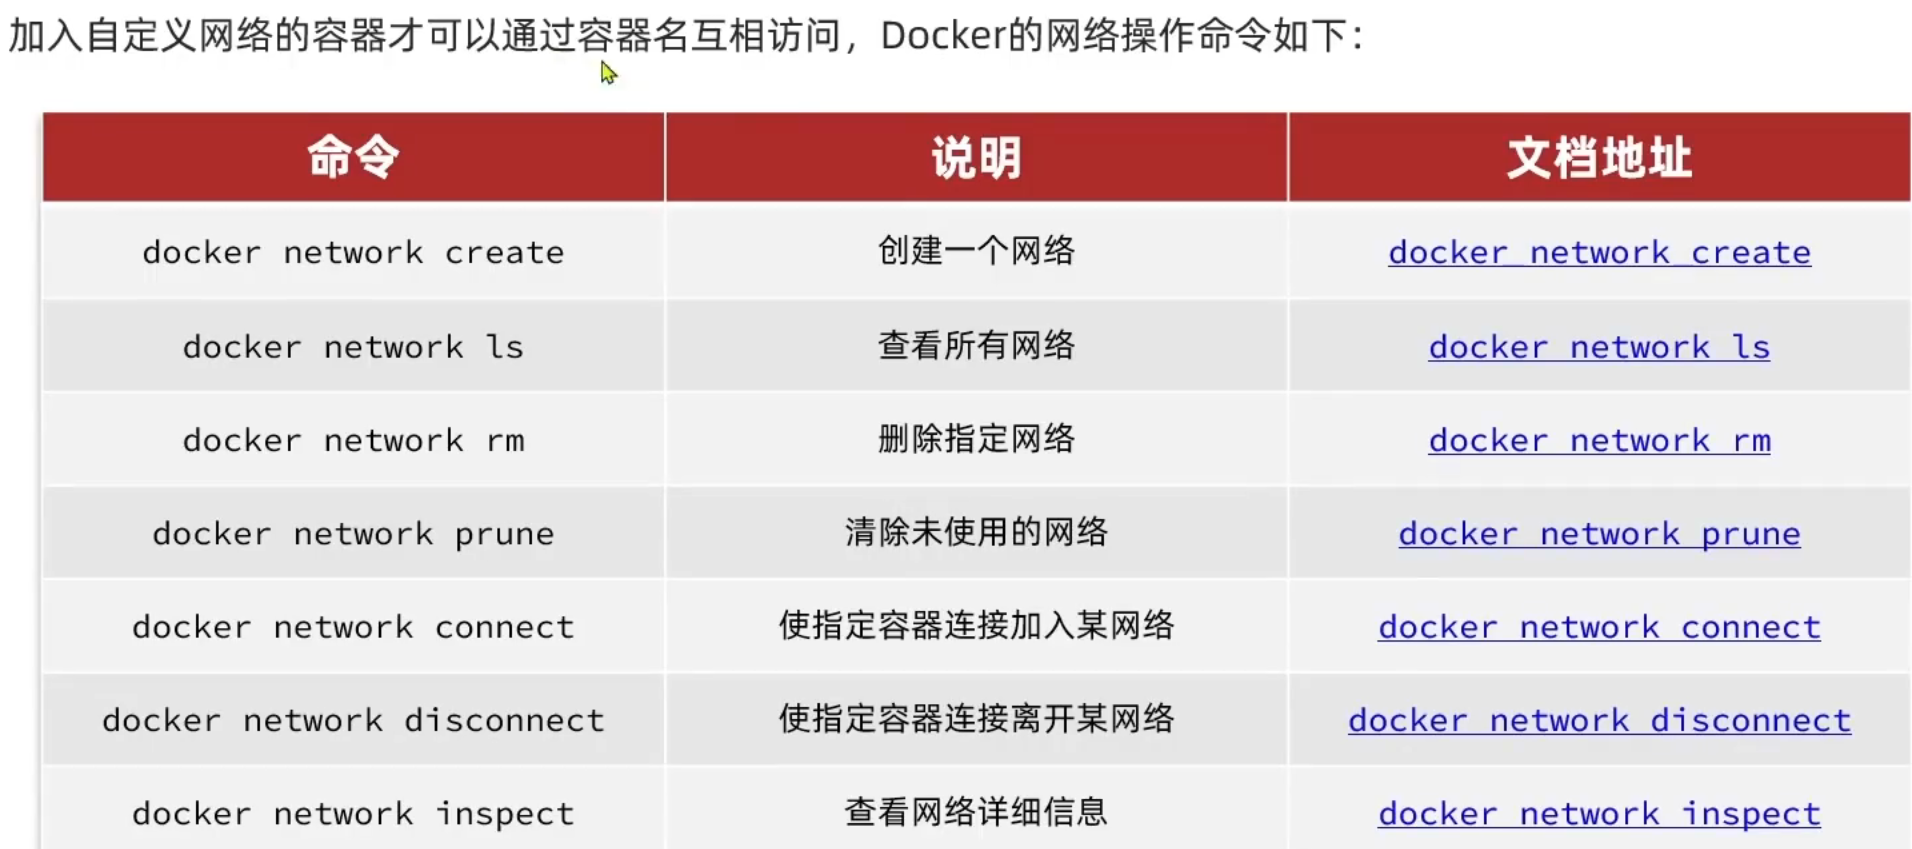 加入自定义网络的容器才可以通过容器名互相访问，Docker的网络操作命令如下：
命令 说明 文档地址
docker network create 创建一个网络 docker network create
docker network ls 查看所有网络 docker network ls
docker network rm 删除指定网络 docker network rm
docker network prune 清除未使用的网络 docker network prune
docker network connect 使指定容器连接加入某网络 docker network connect
docker network disconnect 使指定容器连接离开某网络 docker network disconnect
docker network inspect 查看网络详细信息 docker network inspect